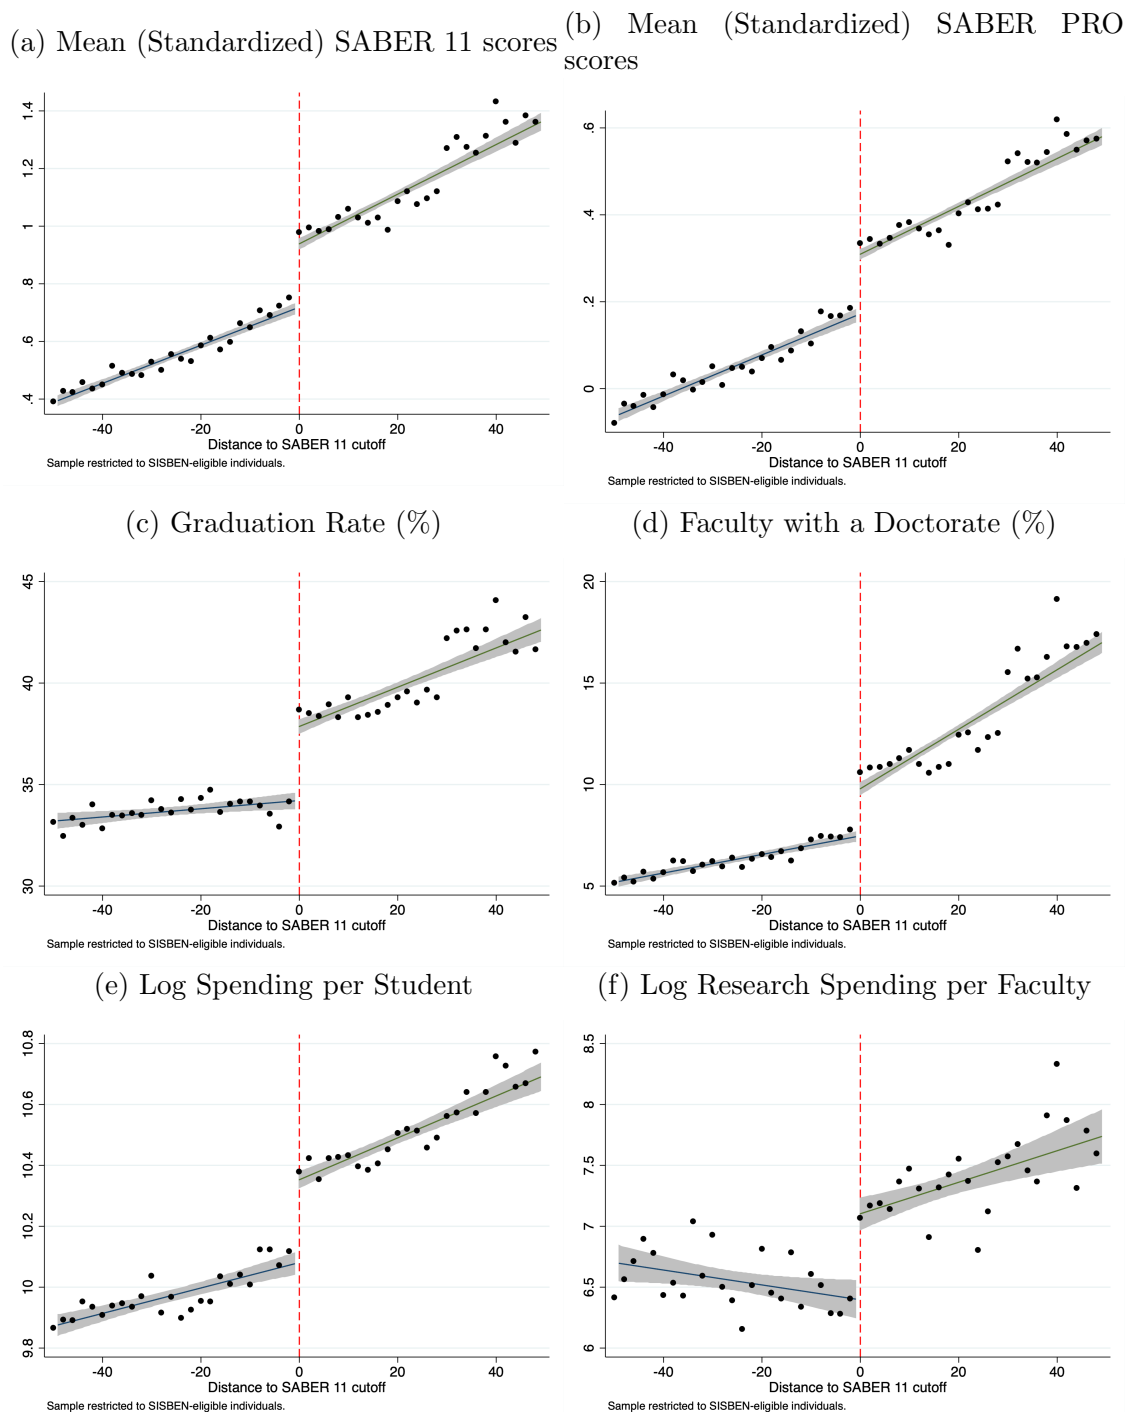 (a) Mean (Standardized) SABER 11 scores
(b) Mean (Standardized) SABER PRO
scores
1.4
1.2
1
.8
.6
.4
-40 -20 0 20 40
Distance to SABER 11 cutoff
Sample restricted to SISBEN-eligible individuals.
.6
.4
.2
0
-40 -20 0 20 40
Distance to SABER 11 cutoff
Sample restricted to SISBEN-eligible individuals.
(c) Graduation Rate (%)
(d) Faculty with a Doctorate (%)
45
40
35
30
-40 -20 0 20 40
Distance to SABER 11 cutoff
Sample restricted to SISBEN-eligible individuals.
20
15
10
5
-40 -20 0 20 40
Distance to SABER 11 cutoff
Sample restricted to SISBEN-eligible individuals.
(e) Log Spending per Student
(f) Log Research Spending per Faculty
10.8
10.6
10.4
10.2
10
9.8
-40 -20 0 20 40
Distance to SABER 11 cutoff
Sample restricted to SISBEN-eligible individuals.
8.5
8
7.5
7
6.5
6
-40 -20 0 20 40
Distance to SABER 11 cutoff
Sample restricted to SISBEN-eligible individuals.